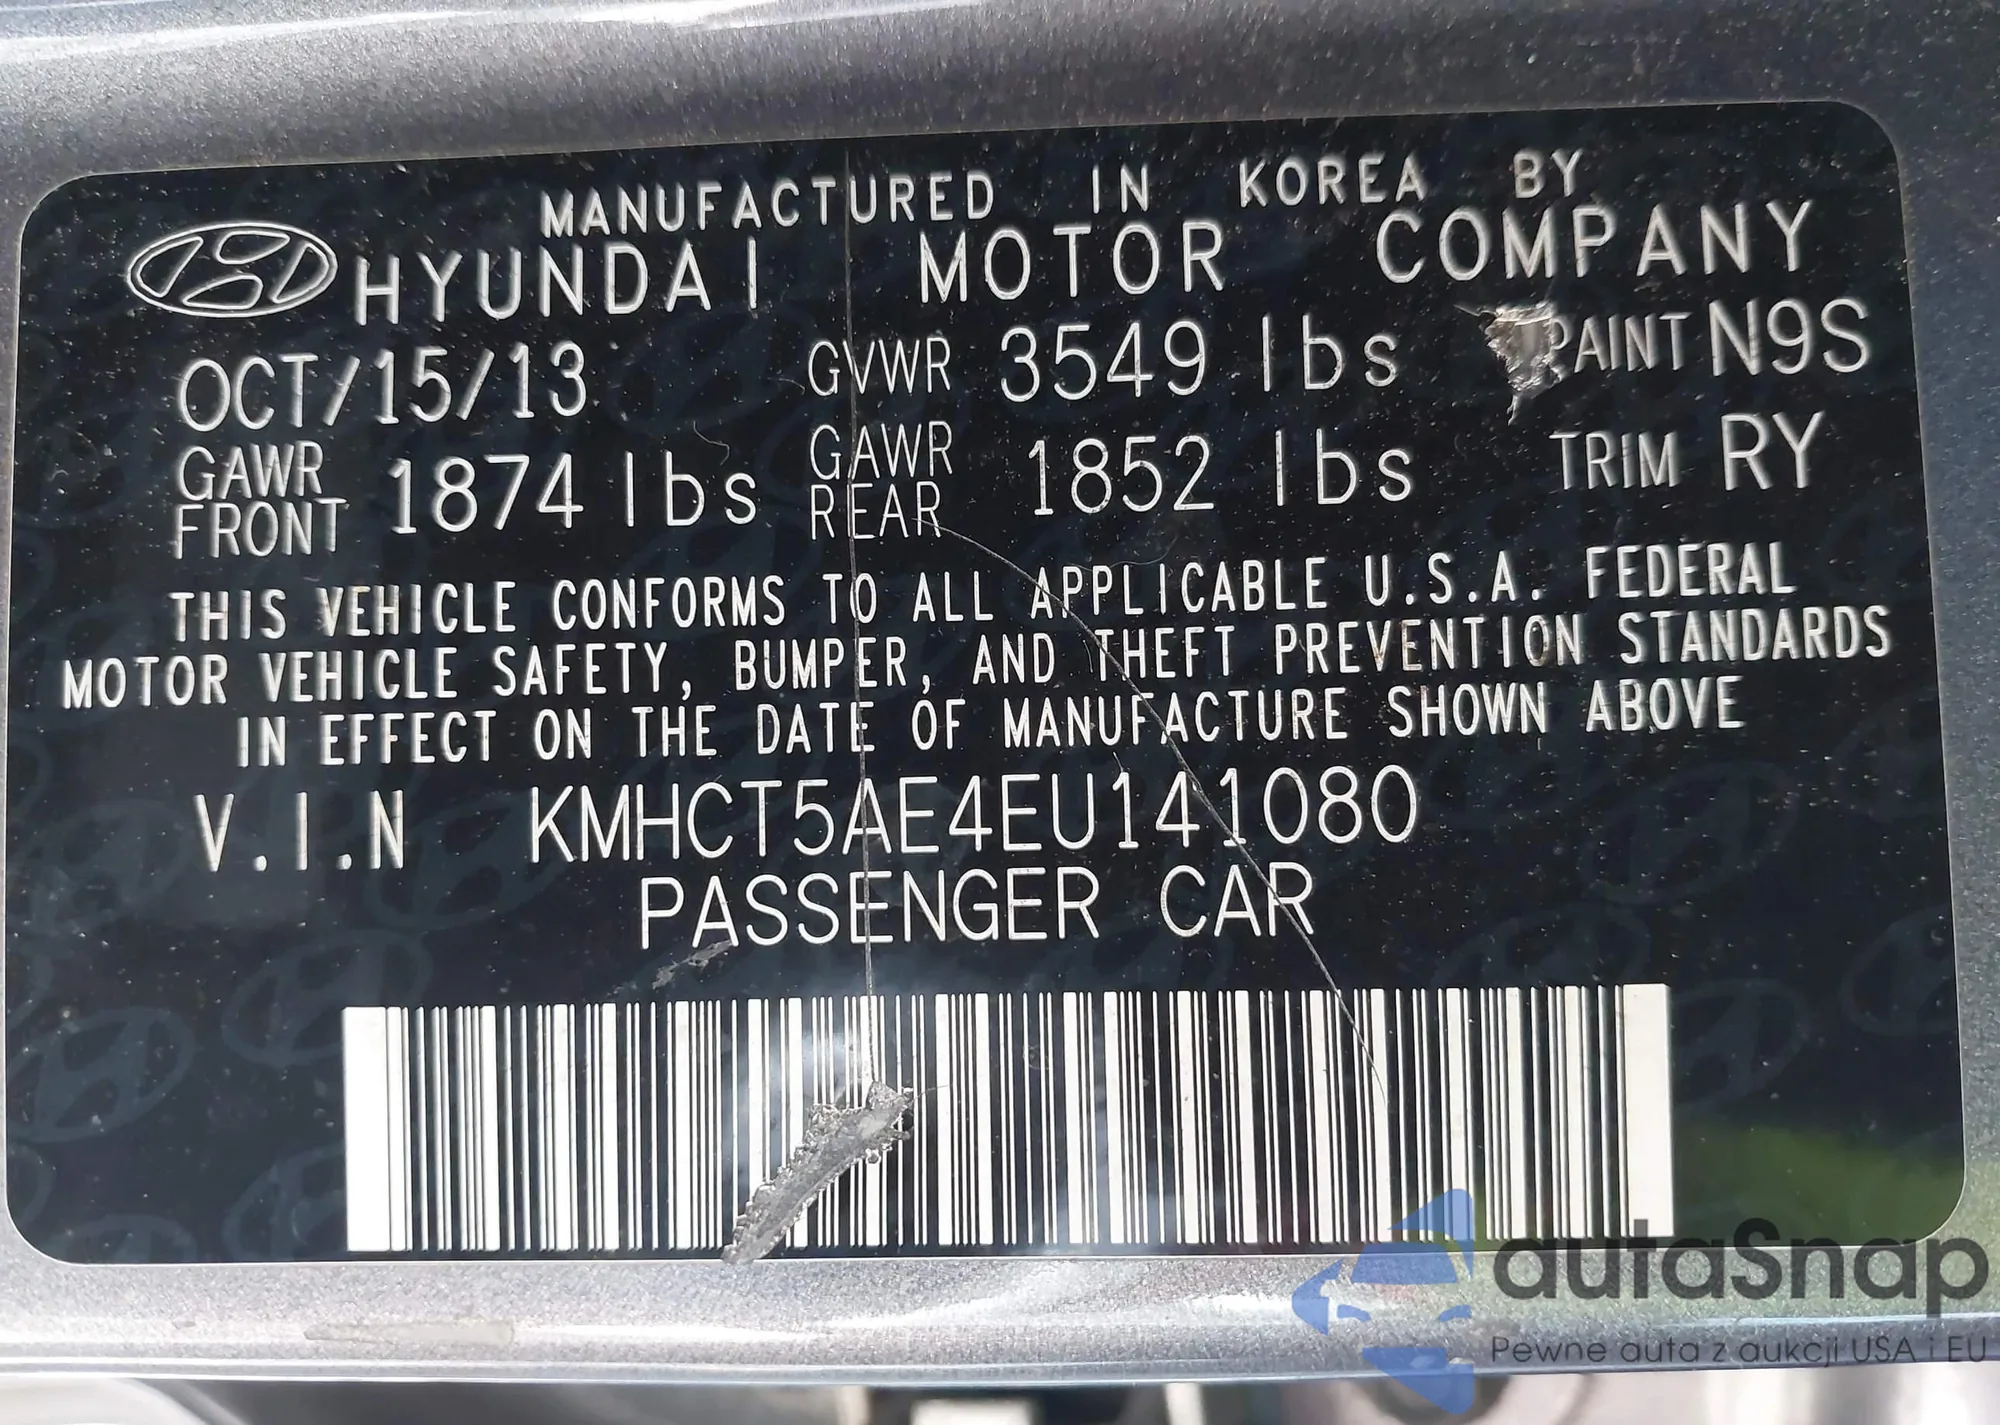 MANUFACTURED IN KOREA BY
HYUNDAI MOTOR COMPANY
OCT/15/13 GVWR 3549 lbs PAINT N9S
GAWR FRONT 1874 lbs GAWR REAR 1852 lbs TRIM RY
THIS VEHICLE CONFORMS TO ALL APPLICABLE U.S.A. FEDERAL
MOTOR VEHICLE SAFETY, BUMPER, AND THEFT PREVENTION STANDARDS
IN EFFECT ON THE DATE OF MANUFACTURE SHOWN ABOVE
V.I.N KMHCT5AE4EU141080
PASSENGER CAR
autaSnap
Pewne auta z aukcji USA i EU